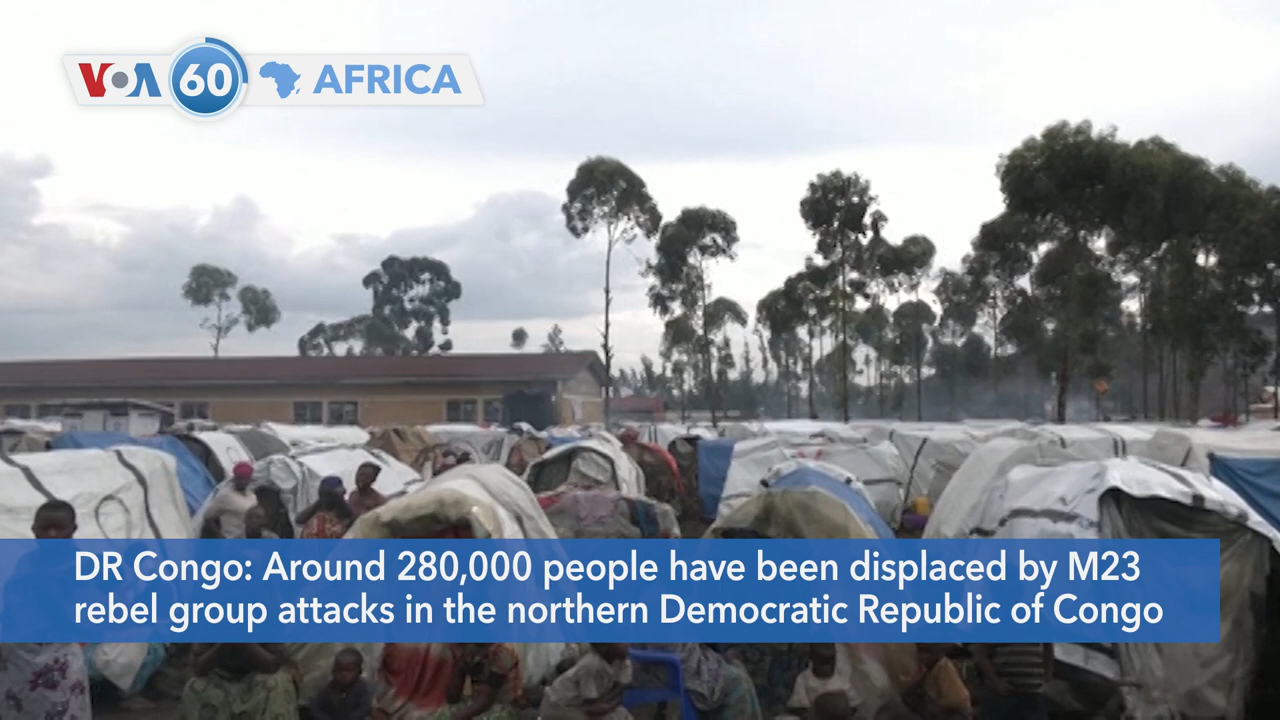 VOA 60 AFRICA
DR Congo: Around 280,000 people have been displaced by M23
rebel group attacks in the northern Democratic Republic of Congo